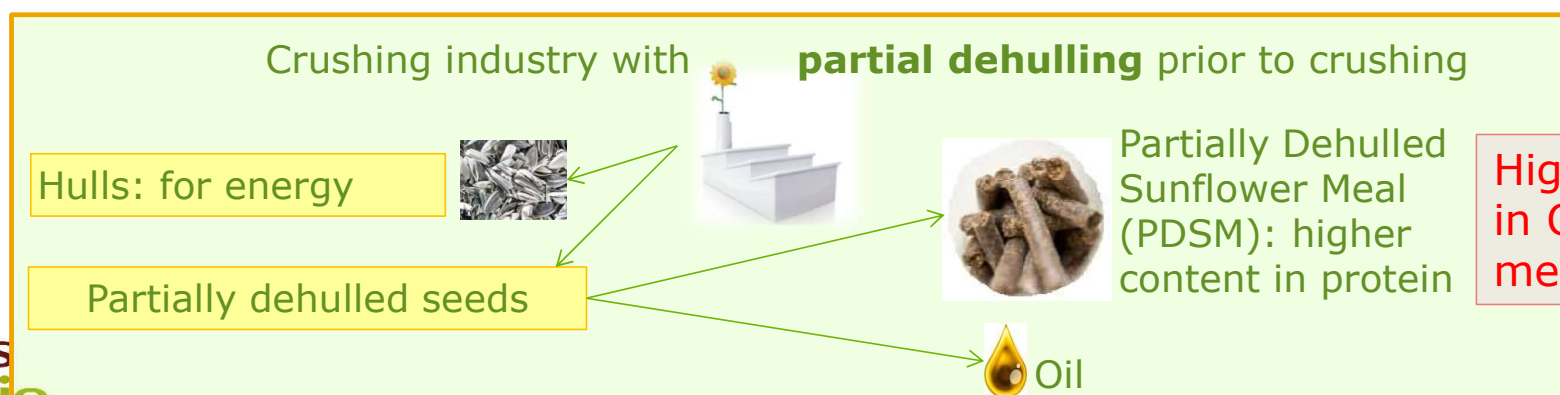 Crushing industry with partial dehulling prior to crushing
Hulls: for energy
Partially dehulled seeds
Partially Dehulled
Sunflower Meal
(PDSM): higher
content in protein
Oil